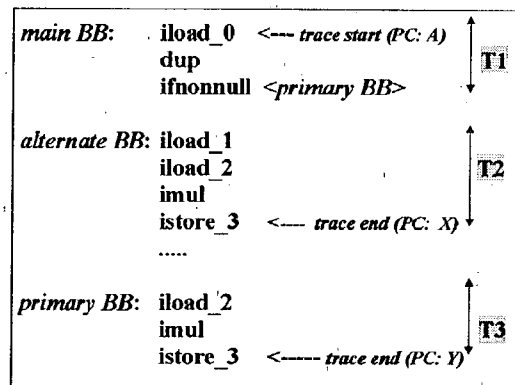 main BB: iload_0 <--- trace start (PC: A)
dup
T1
ifnonnull <primary BB>
alternate BB: iload_1
iload_2
T2
imul
istore_3 <---- trace end (PC: X)
.....
primary BB: iload_2
imul
T3
istore_3 <----- trace end (PC: Y)